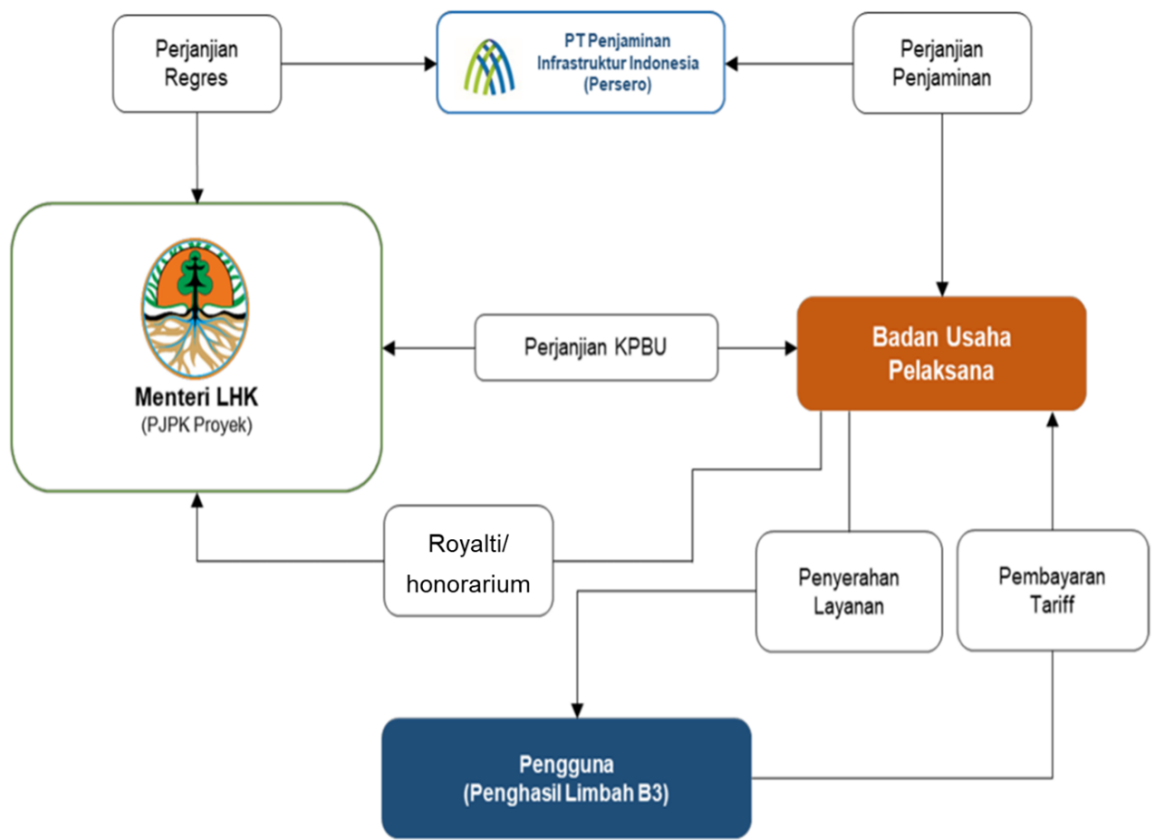 Perjanjian
Regres
PT Penjaminan
Infrastruktur Indonesia
(Persero)
Perjanjian
Penjaminan
Menteri LHK
(PJPK Proyek)
Perjanjian KPBU
Badan Usaha
Pelaksana
Royalti/
honorarium
Penyerahan
Layanan
Pembayaran
Tariff
Pengguna
(Penghasil Limbah B3)